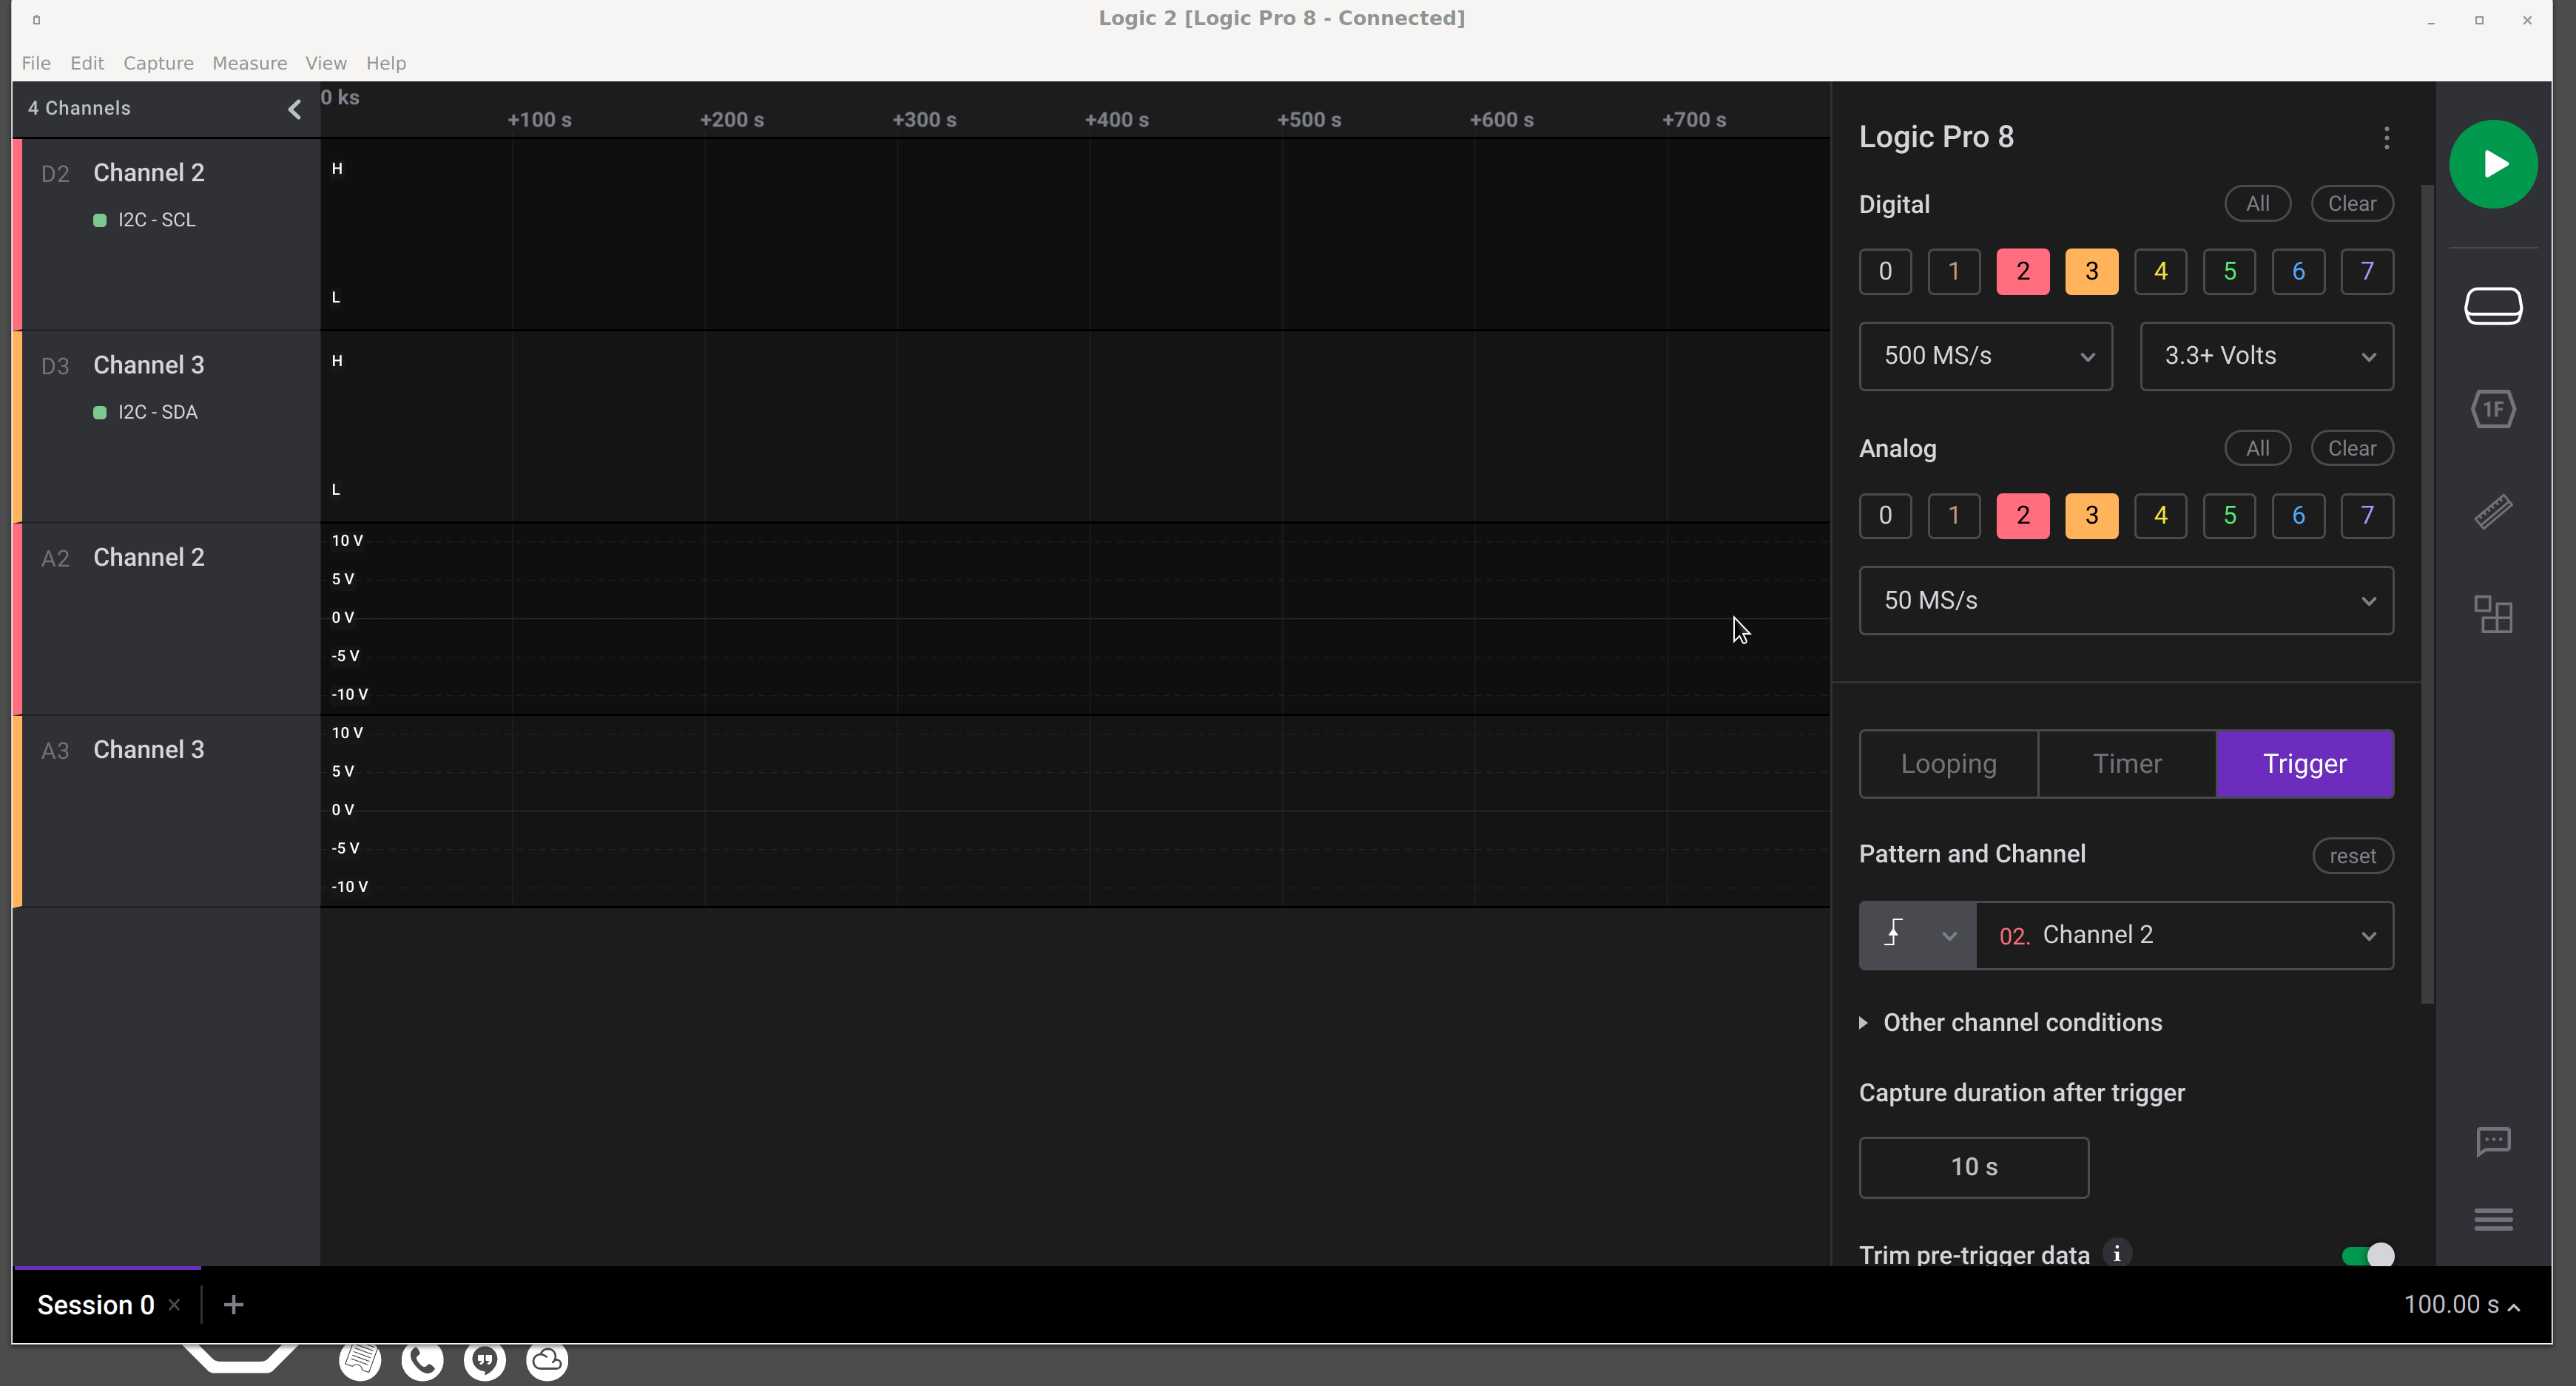 Logic 2 [Logic Pro 8 - Connected]
File Edit Capture Measure View Help
4 Channels
0 ks
+100 s +200 s +300 s +400 s +500 s +600 s +700 s
D2 Channel 2
I2C - SCL
H
L
D3 Channel 3
I2C - SDA
H
L
A2 Channel 2
10 V
5 V
0 V
-5 V
-10 V
A3 Channel 3
10 V
5 V
0 V
-5 V
-10 V
Logic Pro 8
Digital All Clear
0 1 2 3 4 5 6 7
500 MS/s 3.3+ Volts
Analog All Clear
0 1 2 3 4 5 6 7
50 MS/s
Looping Timer Trigger
Pattern and Channel reset
02. Channel 2
Other channel conditions
Capture duration after trigger
10 s
Trim pre-trigger data i
1F
Session 0 × +
100.00 s